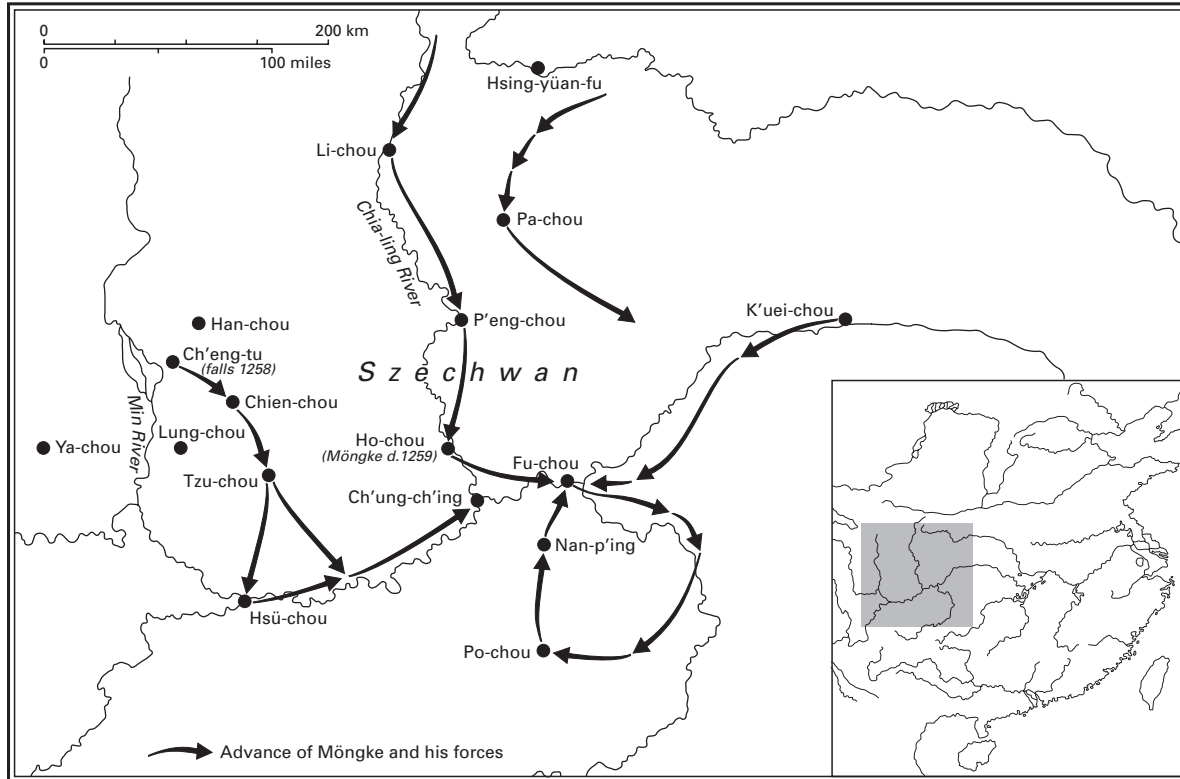 0 200 km
0 100 miles
Hsing-yüan-fu
Li-chou
Chia-ling River
Pa-chou
Han-chou
P'eng-chou
K'uei-chou
Ch'eng-tu
(falls 1258)
Szechwan
Chien-chou
Min River
Ya-chou
Lung-chou
Ho-chou
(Möngke d.1259)
Tzu-chou
Fu-chou
Ch'ung-ch'ing
Nan-p'ing
Hsü-chou
Po-chou
Advance of Möngke and his forces